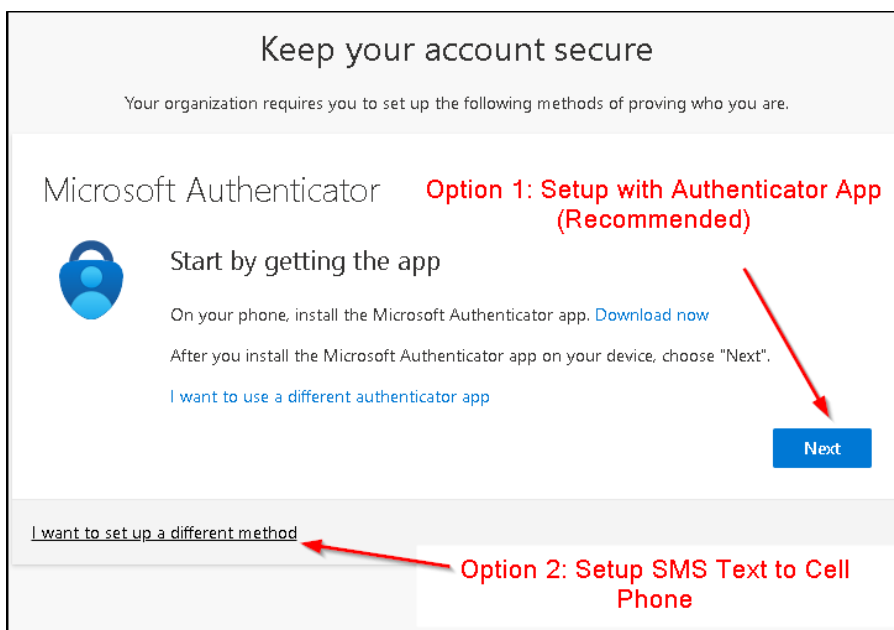 Keep your account secure
Your organization requires you to set up the following methods of proving who you are.
Microsoft Authenticator
Option 1: Setup with Authenticator App
(Recommended)
Start by getting the app
On your phone, install the Microsoft Authenticator app. Download now
After you install the Microsoft Authenticator app on your device, choose "Next".
I want to use a different authenticator app
Next
I want to set up a different method
Option 2: Setup SMS Text to Cell
Phone